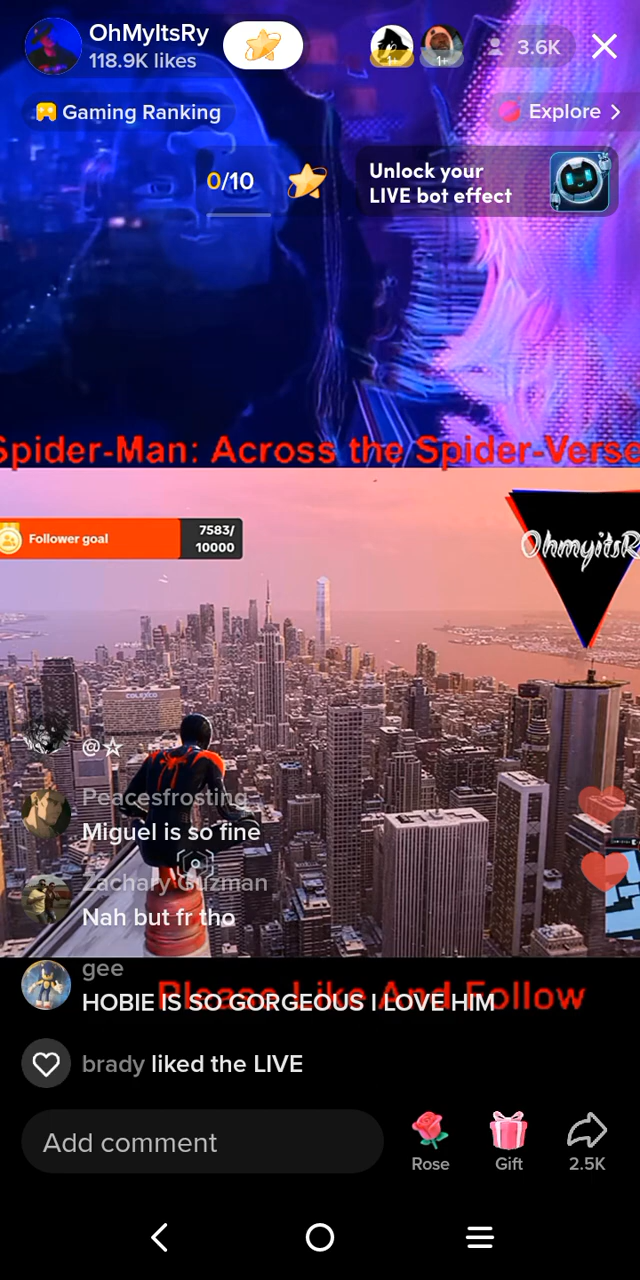 OhMyItsRy
118.9K likes
1+
1+
3.6K
Gaming Ranking
Explore
0/10
Unlock your
LIVE bot effect
Spider-Man: Across the Spider-Verse
Follower goal
7583/
10000
OhmyitsR
@☆
Peacesfrosting
Miguel is so fine
Zachary Guzman
Nah but fr tho
gee
Please Like And Follow
HOBIE IS SO GORGEOUS I LOVE HIM
brady liked the LIVE
Add comment
Rose
Gift
2.5K